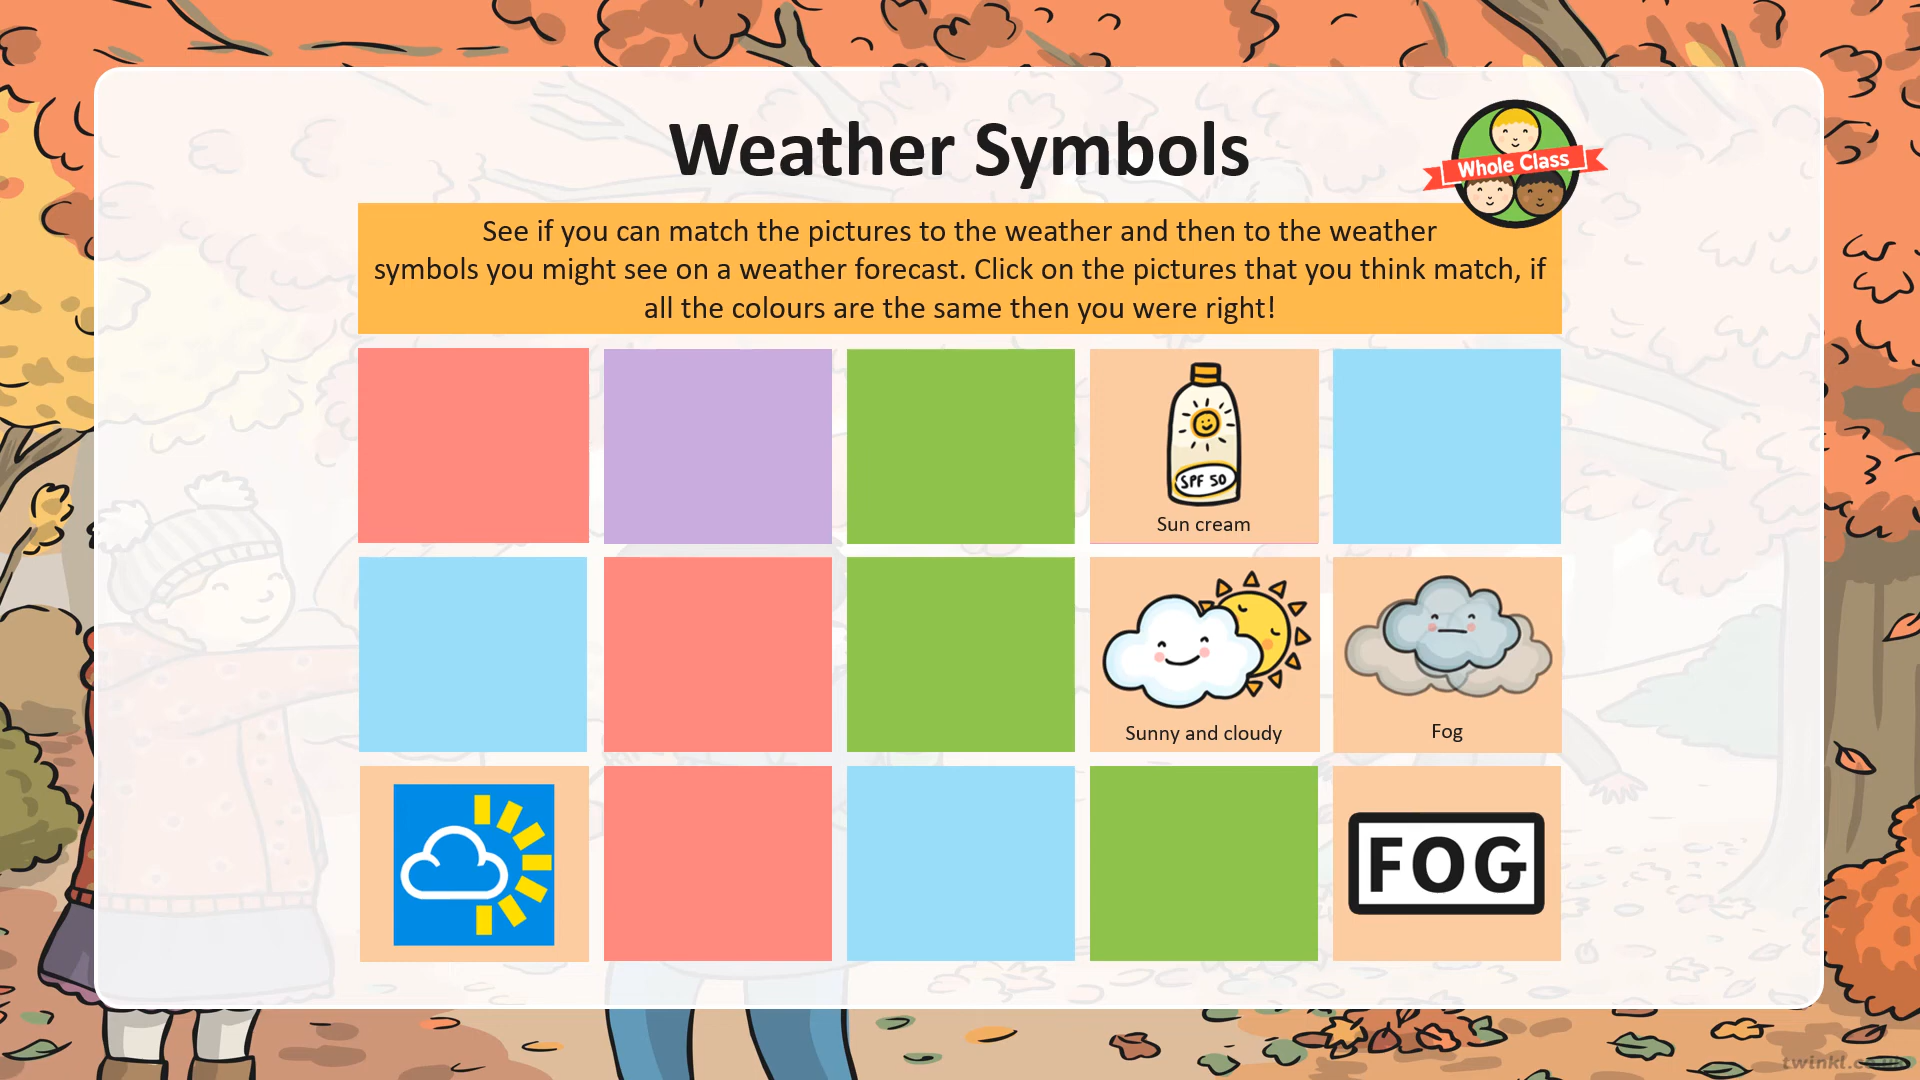 Weather Symbols
Whole Class
See if you can match the pictures to the weather and then to the weather
symbols you might see on a weather forecast. Click on the pictures that you think match, if
all the colours are the same then you were right!
SPF 50
Sun cream
Sunny and cloudy
Fog
FOG